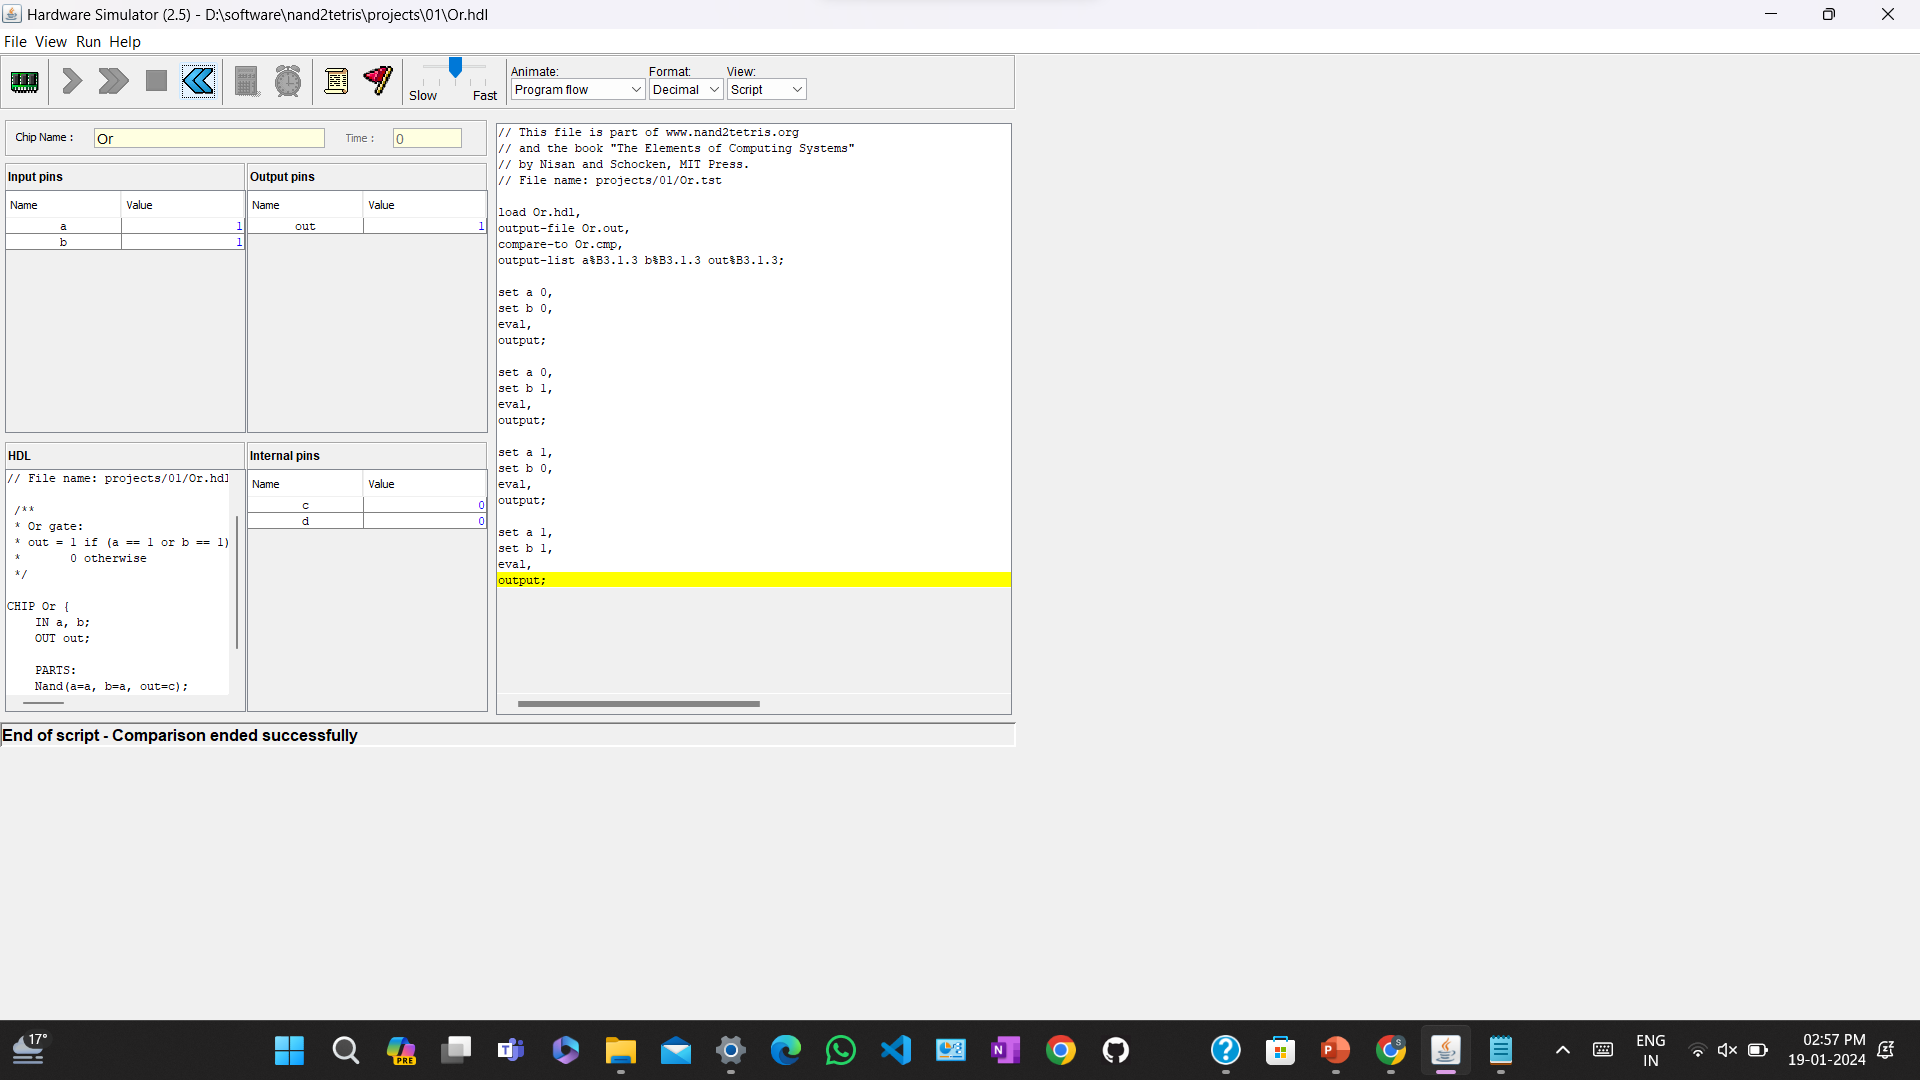 Hardware Simulator (2.5) - D:\software\nand2tetris\projects\01\Or.hdl
File View Run Help
Slow Fast
Animate: Format: View:
Program flow Decimal Script
Chip Name : Or Time : 0
Input pins
Name Value
a 1
b 1
Output pins
Name Value
out 1
HDL
// File name: projects/01/Or.hdl
/**
* Or gate:
* out = 1 if (a == 1 or b == 1)
* 0 otherwise
*/
CHIP Or {
IN a, b;
OUT out;
PARTS:
Nand(a=a, b=a, out=c);
Internal pins
Name Value
c 0
d 0
// This file is part of www.nand2tetris.org
// and the book "The Elements of Computing Systems"
// by Nisan and Schocken, MIT Press.
// File name: projects/01/Or.tst
load Or.hdl,
output-file Or.out,
compare-to Or.cmp,
output-list a%B3.1.3 b%B3.1.3 out%B3.1.3;
set a 0,
set b 0,
eval,
output;
set a 0,
set b 1,
eval,
output;
set a 1,
set b 0,
eval,
output;
set a 1,
set b 1,
eval,
output;
End of script - Comparison ended successfully
17°
PRE
ENG
IN
02:57 PM
19-01-2024